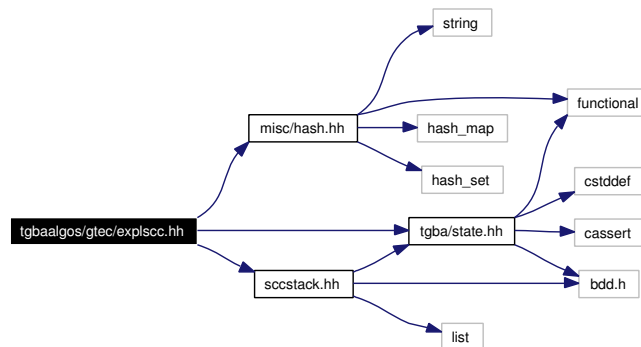 string
functional
misc/hash.hh
hash_map
cstddef
hash_set
tgbaalgos/gtec/explscc.hh
tgba/state.hh
cassert
sccstack.hh
bdd.h
list